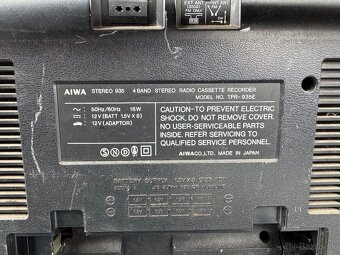 EXT ANT
FM ANT
AIWA STEREO 935 4 BAND STEREO RADIO CASSETTE RECORDER
MODEL NO. TPR-935E
50Hz/60Hz 18W
12V (BATT 1.5V X 8)
12V (ADAPTOR)
CAUTION-TO PREVENT ELECTRIC
SHOCK, DO NOT REMOVE COVER.
NO USER-SERVICEABLE PARTS
INSIDE. REFER SERVICING TO
QUALIFIED SERVICE PERSONNEL.
AIWA CO., LTD. MADE IN JAPAN